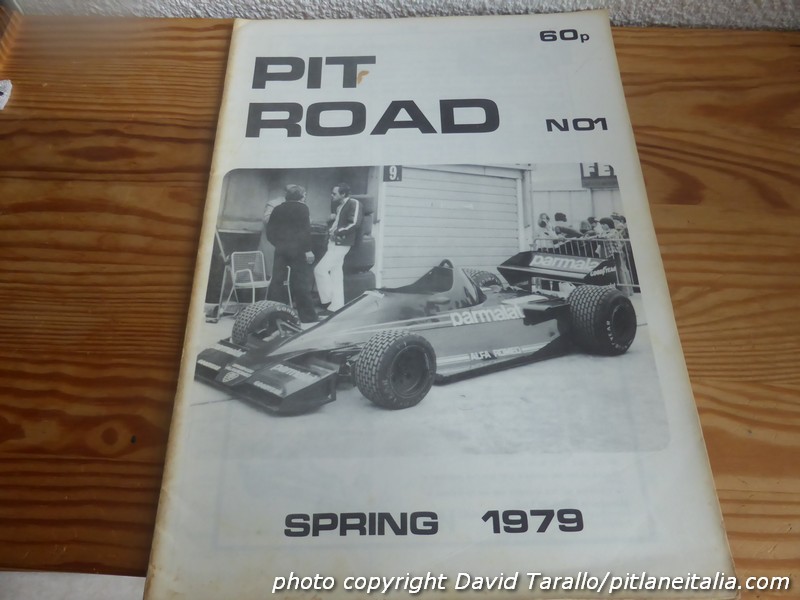 60p
PIT
ROAD
NO1
9
FE
parmalat
GOODYEAR
parmalat
ALFA ROMEO
parmalat
SPRING 1979
photo copyright David Tarallo/pitlaneitalia.com